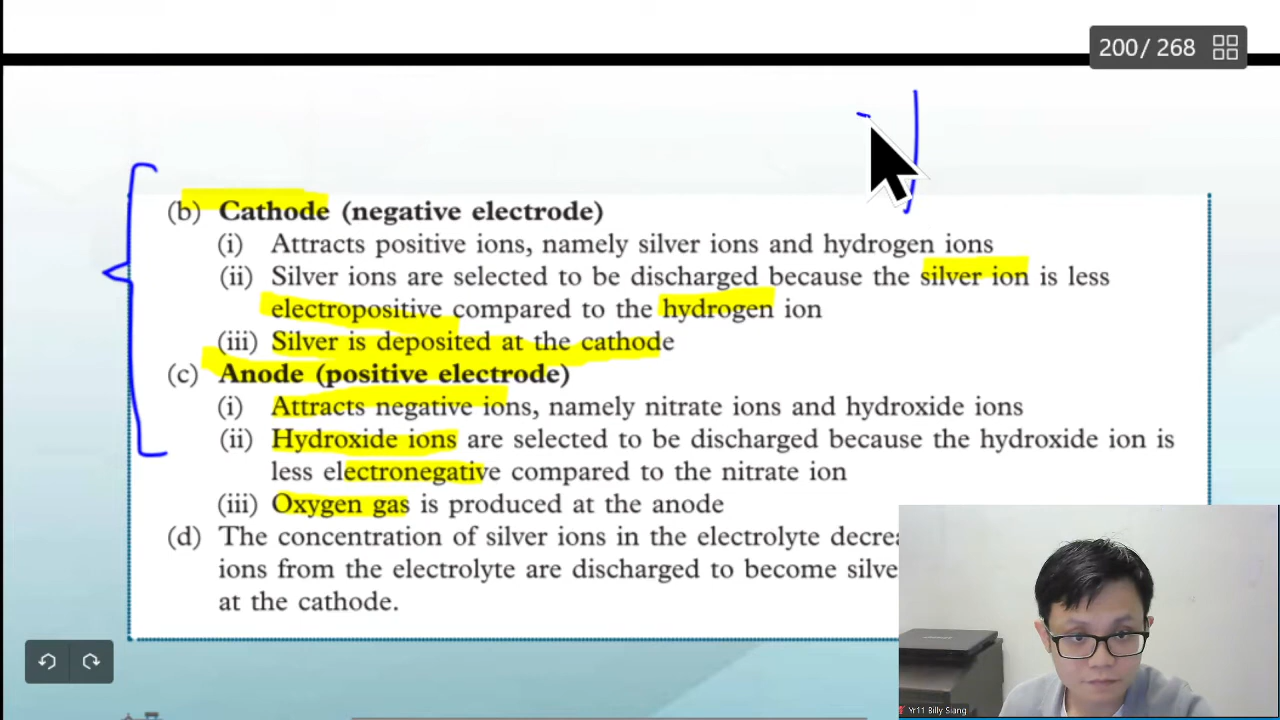 200/ 268
(b) Cathode (negative electrode)
(i) Attracts positive ions, namely silver ions and hydrogen ions
(ii) Silver ions are selected to be discharged because the silver ion is less
electropositive compared to the hydrogen ion
(iii) Silver is deposited at the cathode
(c) Anode (positive electrode)
(i) Attracts negative ions, namely nitrate ions and hydroxide ions
(ii) Hydroxide ions are selected to be discharged because the hydroxide ion is
less electronegative compared to the nitrate ion
(iii) Oxygen gas is produced at the anode
(d) The concentration of silver ions in the electrolyte decrea
ions from the electrolyte are discharged to become silve
at the cathode.
Yr11 Billy Siang